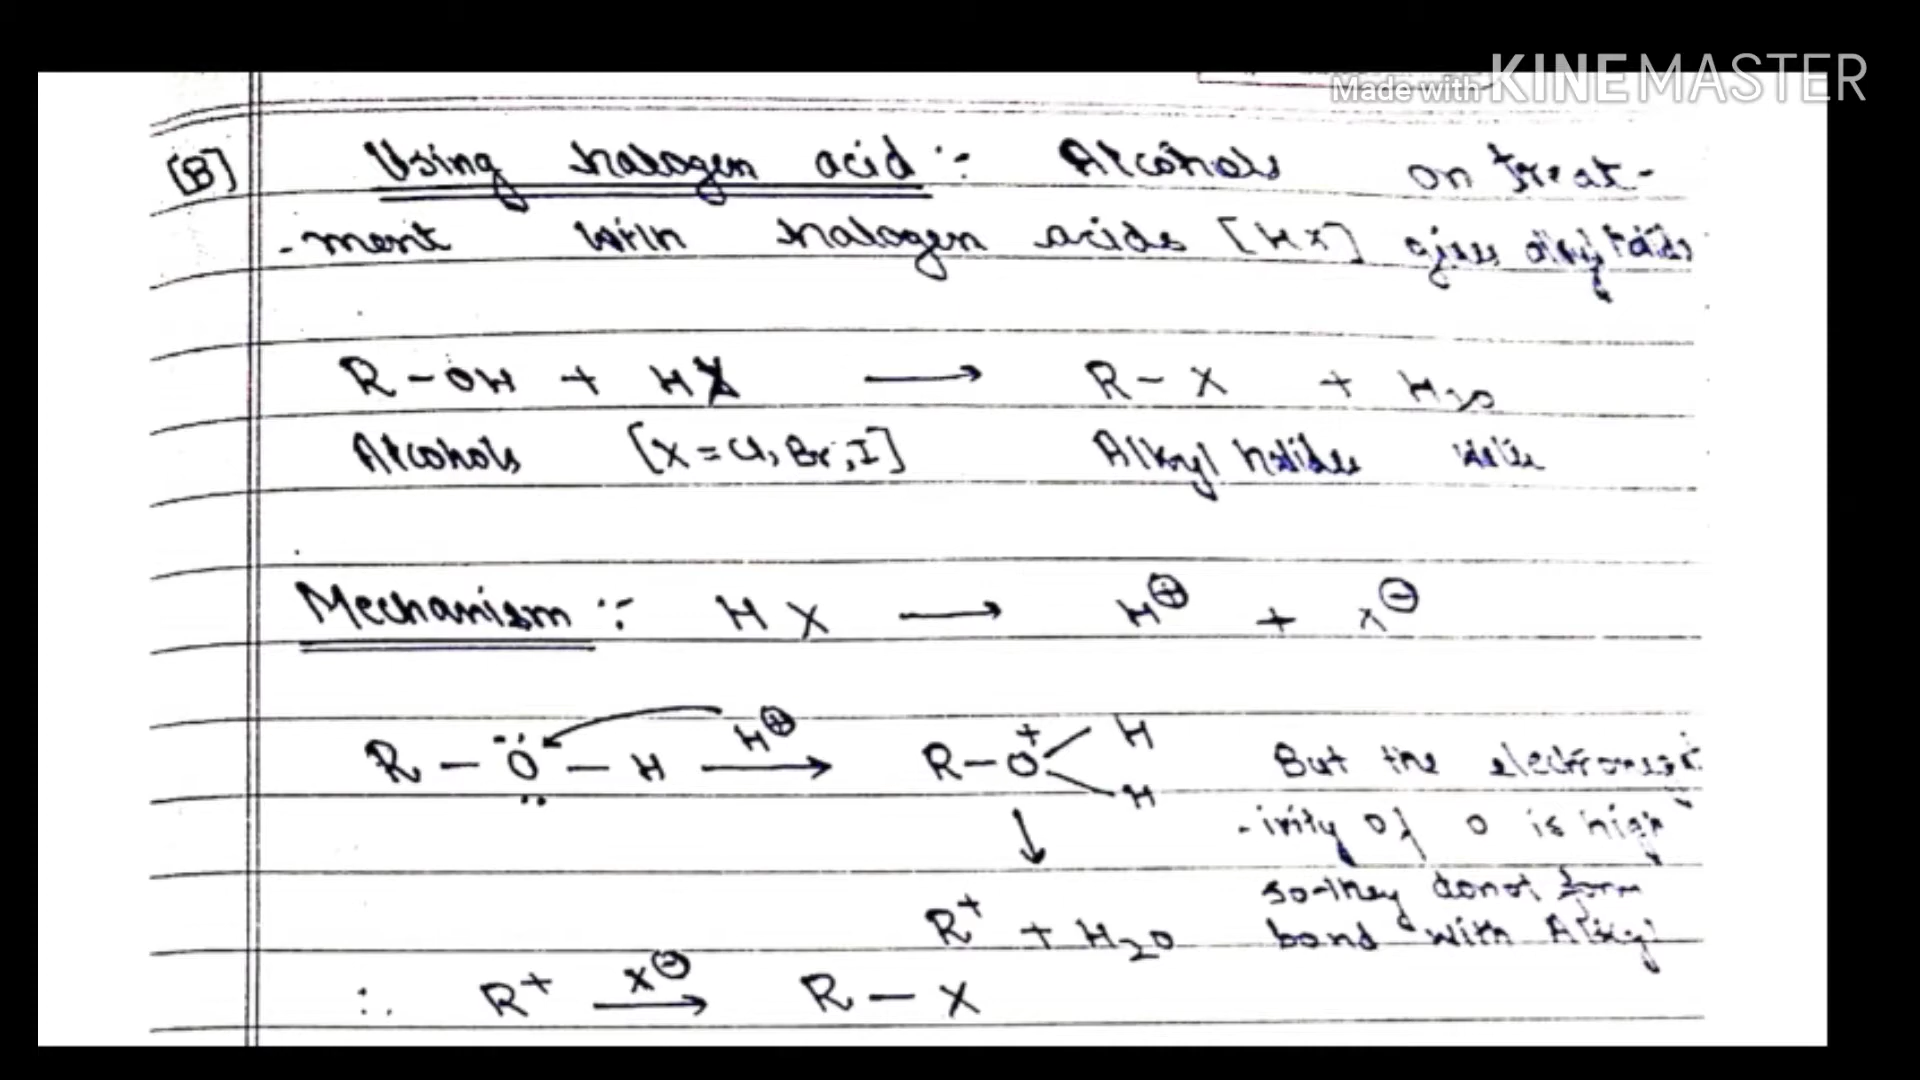 Made with KINEMASTER
[B] Using halogen acid :- Alcohols on treat-
-ment with halogen acids [HX] gives alkyl halides
R - OH + HX → R - X + H2O
Alcohols [X = Cl, Br, I] Alkyl halides
Mechanism :- HX → H⊕ + X⊖
H⊕
R - Ö - H → R - O+ H
H
But the electronegat
-ivity of O is high
so they donot form
bond with Alkyl
↓
R+ + H2O
∴ R+ X⊖ → R - X